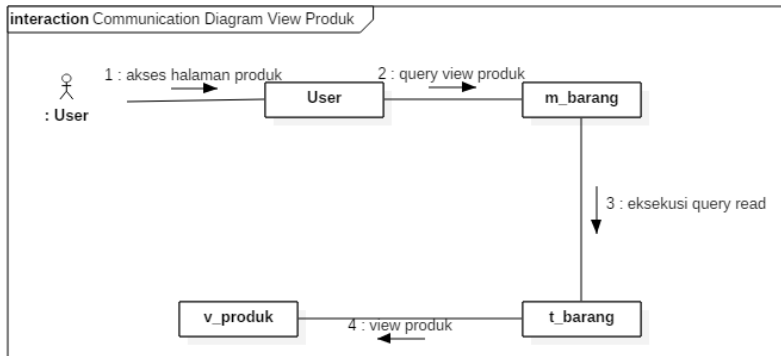 interaction Communication Diagram View Produk
1 : akses halaman produk
2 : query view produk
: User
User
m_barang
3 : eksekusi query read
v_produk
4 : view produk
t_barang